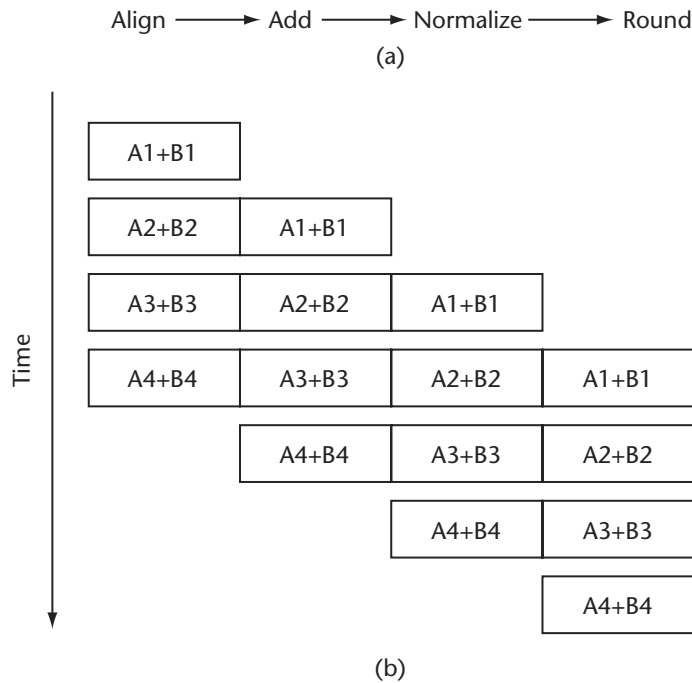 Align Add Normalize Round
(a)
Time
A1+B1
A2+B2 A1+B1
A3+B3 A2+B2 A1+B1
A4+B4 A3+B3 A2+B2 A1+B1
A4+B4 A3+B3 A2+B2
A4+B4 A3+B3
A4+B4
(b)